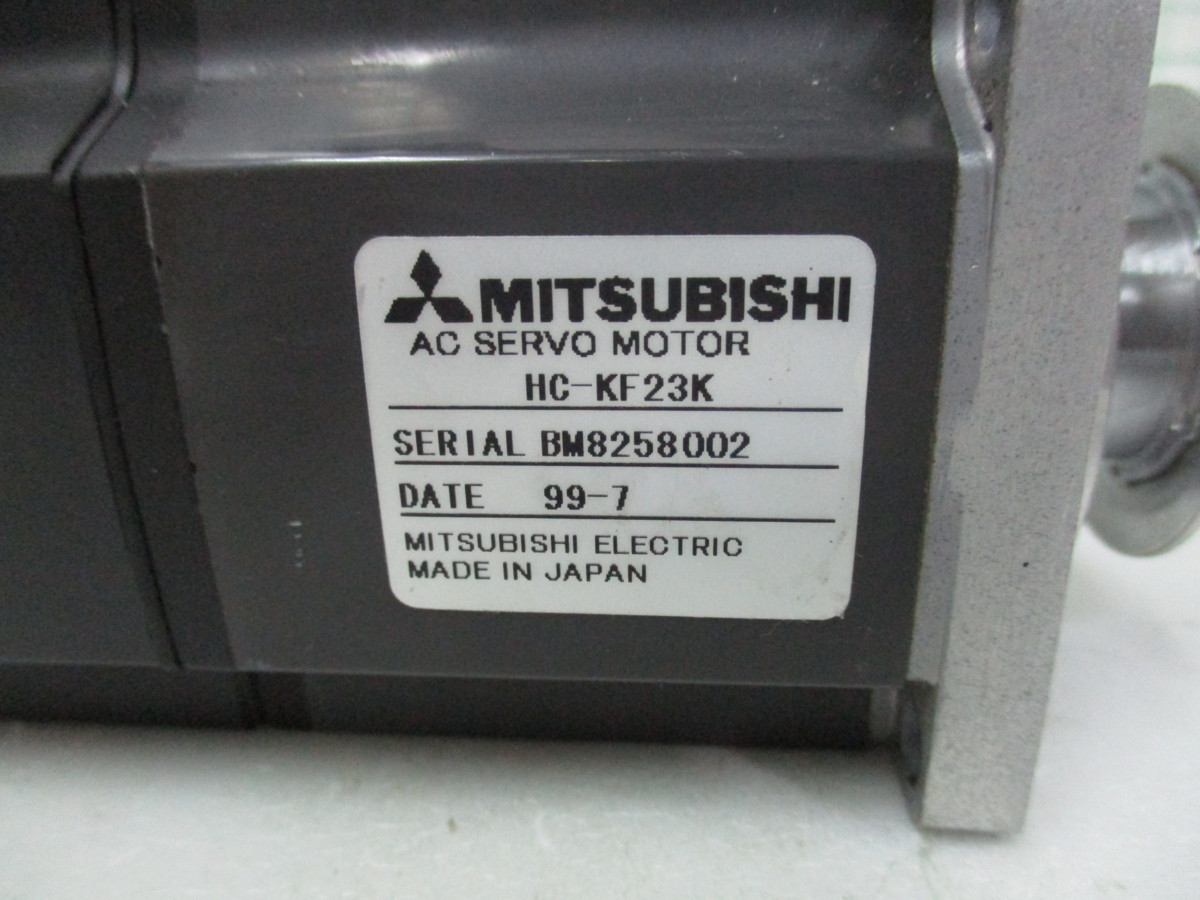 MITSUBISHI
AC SERVO MOTOR
HC-KF23K
SERIAL BM8258002
DATE 99-7
MITSUBISHI ELECTRIC
MADE IN JAPAN